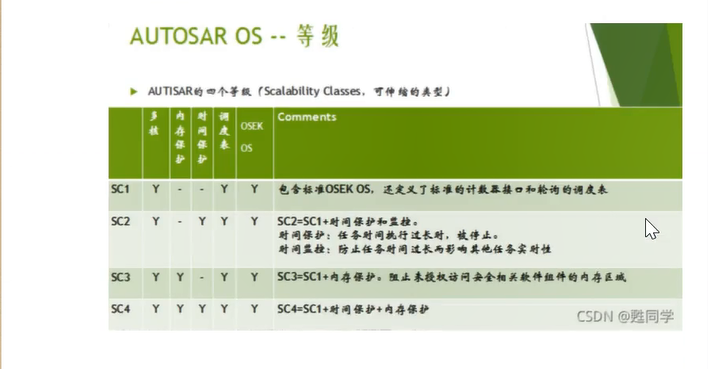 AUTOSAR OS -- 等级
AUTISAR的四个等级（Scalability Classes，可伸缩的类型）
多核 内存保护 时间保护 调度表 OSEK OS Comments
SC1 Y - - Y Y 包含标准OSEK OS，还定义了标准的计数器接口和轮询的调度表
SC2 Y - Y Y Y SC2=SC1+时间保护和监控。
时间保护：任务时间执行过长时，被停止。
时间监控：防止任务时间过长而影响其他任务实时性
SC3 Y Y - Y Y SC3=SC1+内存保护。阻止未授权访问安全相关软件组件的内存区域
SC4 Y Y Y Y Y SC4=SC1+时间保护+内存保护
CSDN @甦同学